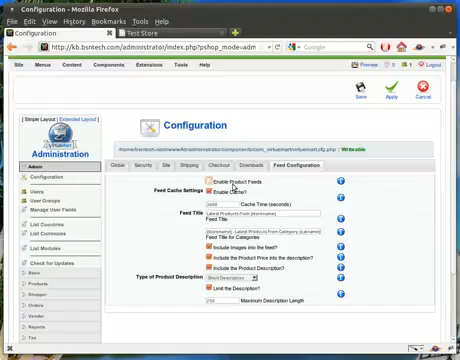 Configuration - Mozilla Firefox
File Edit View History Bookmarks Tools Help
Configuration Test Store
http://kb.bsntech.com/administrator/index.php?pshop_mode=adm Google
Site Menus Content Components Extensions Tools Help Preview 0 1 Logout
Save Apply Cancel
[ Simple Layout ] [ Extended Layout ]
Configuration
Administration
Writeable
Global Security Site Shipping Checkout Downloads Feed Configuration
Admin
Configuration
Users
User Groups
Manage User Fields
List Countries
List Currencies
List Modules
Check for Updates
Store
Products
Shopper
Orders
Vendor
Reports
Tax
Enable Product Feeds
Feed Cache Settings Enable Cache?
3600 Cache Time (seconds)
Feed Title Latest Products from {storename}
Feed Title
{storename} - Latest Products from Category: {catname}
Feed Title for Categories
Include Images into the feed?
Include the Product Price into the description?
Include the Product Description?
Type of Product Description Short Description
Limit the Description?
250 Maximum Description Length
Done